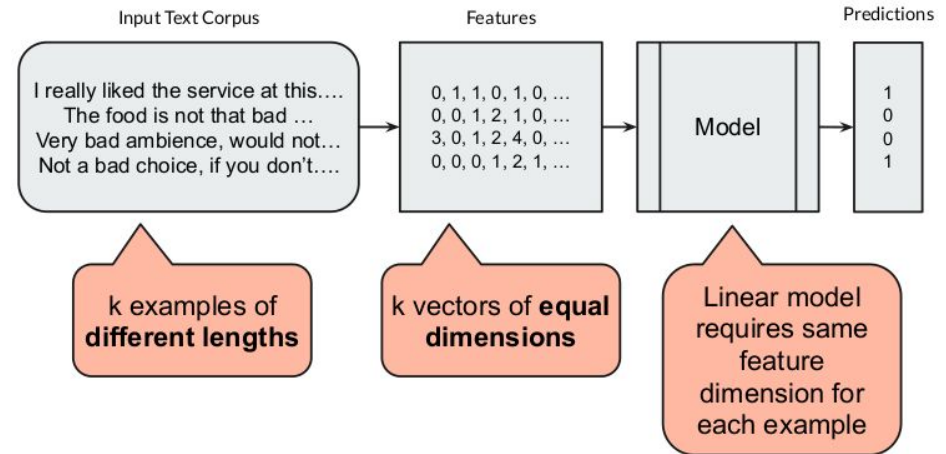 Input Text Corpus
Features
Predictions
I really liked the service at this....
The food is not that bad ...
Very bad ambience, would not...
Not a bad choice, if you don't....
0, 1, 1, 0, 1, 0, ...
0, 0, 1, 2, 1, 0, ...
3, 0, 1, 2, 4, 0, ...
0, 0, 0, 1, 2, 1, ...
Model
1
0
0
1
k examples of
different lengths
k vectors of equal
dimensions
Linear model
requires same
feature
dimension for
each example